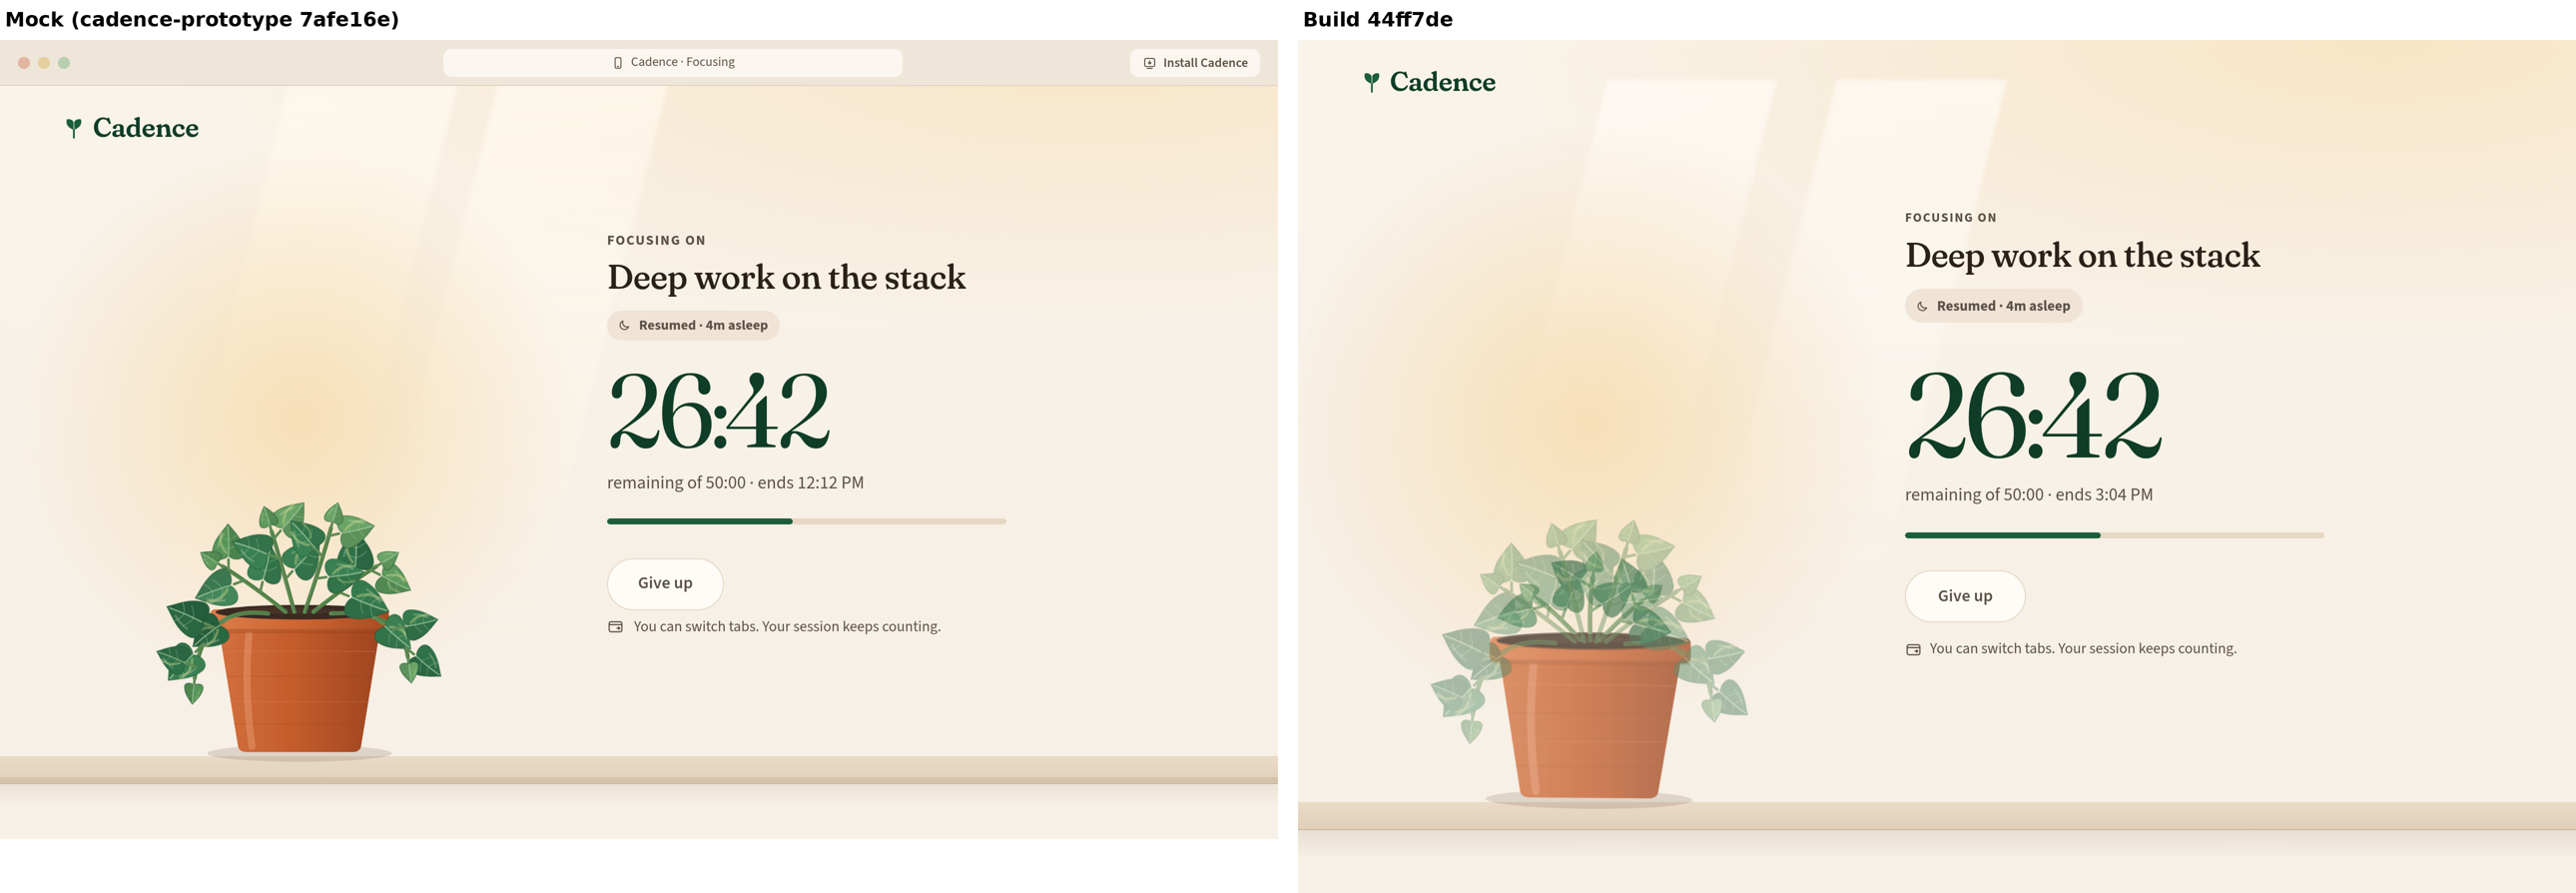 Mock (cadence-prototype 7afe16e)
Cadence · Focusing
Install Cadence
Cadence
FOCUSING ON
Deep work on the stack
Resumed · 4m asleep
26:42
remaining of 50:00 · ends 12:12 PM
Give up
You can switch tabs. Your session keeps counting.
Build 44ff7de
Cadence
FOCUSING ON
Deep work on the stack
Resumed · 4m asleep
26:42
remaining of 50:00 · ends 3:04 PM
Give up
You can switch tabs. Your session keeps counting.